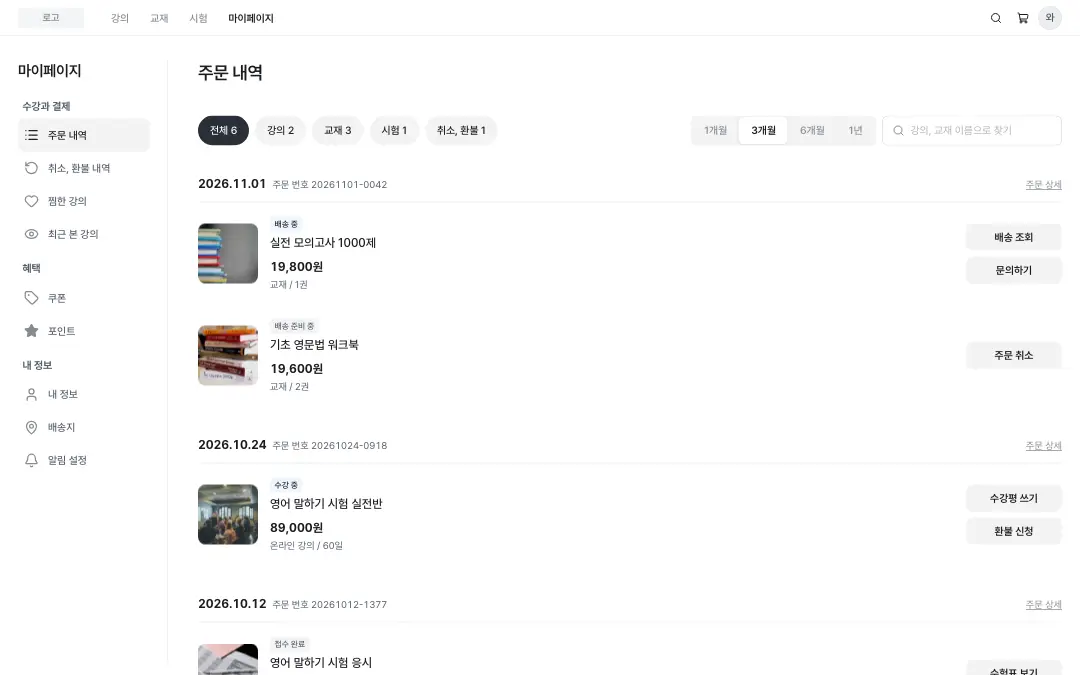 로고 강의 교재 시험 마이페이지 와
마이페이지
수강과 결제
주문 내역
취소, 환불 내역
찜한 강의
최근 본 강의
혜택
쿠폰
포인트
내 정보
내 정보
배송지
알림 설정
주문 내역
전체 6 강의 2 교재 3 시험 1 취소, 환불 1 1개월 3개월 6개월 1년 강의, 교재 이름으로 찾기
2026.11.01 주문 번호 20261101-0042 주문 상세
배송 중
실전 모의고사 1000제
19,800원
교재 / 1권
배송 조회
문의하기
배송 준비 중
기초 영문법 워크북
19,600원
교재 / 2권
주문 취소
2026.10.24 주문 번호 20261024-0918 주문 상세
수강 중
영어 말하기 시험 실전반
89,000원
온라인 강의 / 60일
수강평 쓰기
환불 신청
2026.10.12 주문 번호 20261012-1377 주문 상세
접수 완료
영어 말하기 시험 응시
수험표 보기